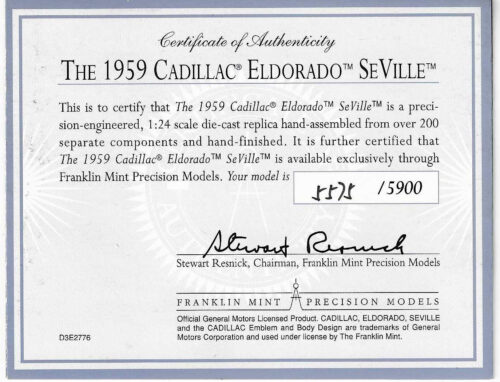 Certificate of Authenticity
THE 1959 CADILLAC® ELDORADO™ SEVILLE™
This is to certify that The 1959 Cadillac® Eldorado™ SeVille™ is a preci-
sion-engineered, 1:24 scale die-cast replica hand-assembled from over 200
separate components and hand-finished. It is further certified that
The 1959 Cadillac® Eldorado™ SeVille™ is available exclusively through
Franklin Mint Precision Models. Your model is 5575 /5900
Stewart Resnick
Stewart Resnick, Chairman, Franklin Mint Precision Models
FRANKLIN MINT PRECISION MODELS
Official General Motors Licensed Product. CADILLAC, ELDORADO, SEVILLE
and the CADILLAC Emblem and Body Design are trademarks of General
D3E2776 Motors Corporation and used under license by The Franklin Mint.